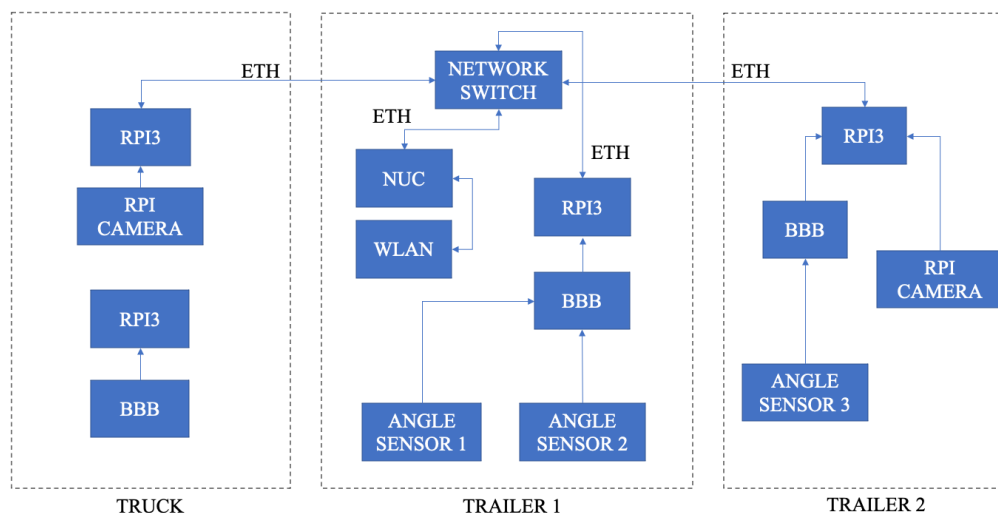 ETH
RPI3
RPI
CAMERA
RPI3
BBB
TRUCK
NETWORK
SWITCH
ETH
NUC
WLAN
ETH
RPI3
BBB
ANGLE
SENSOR 1
ANGLE
SENSOR 2
TRAILER 1
ETH
RPI3
BBB
RPI
CAMERA
ANGLE
SENSOR 3
TRAILER 2